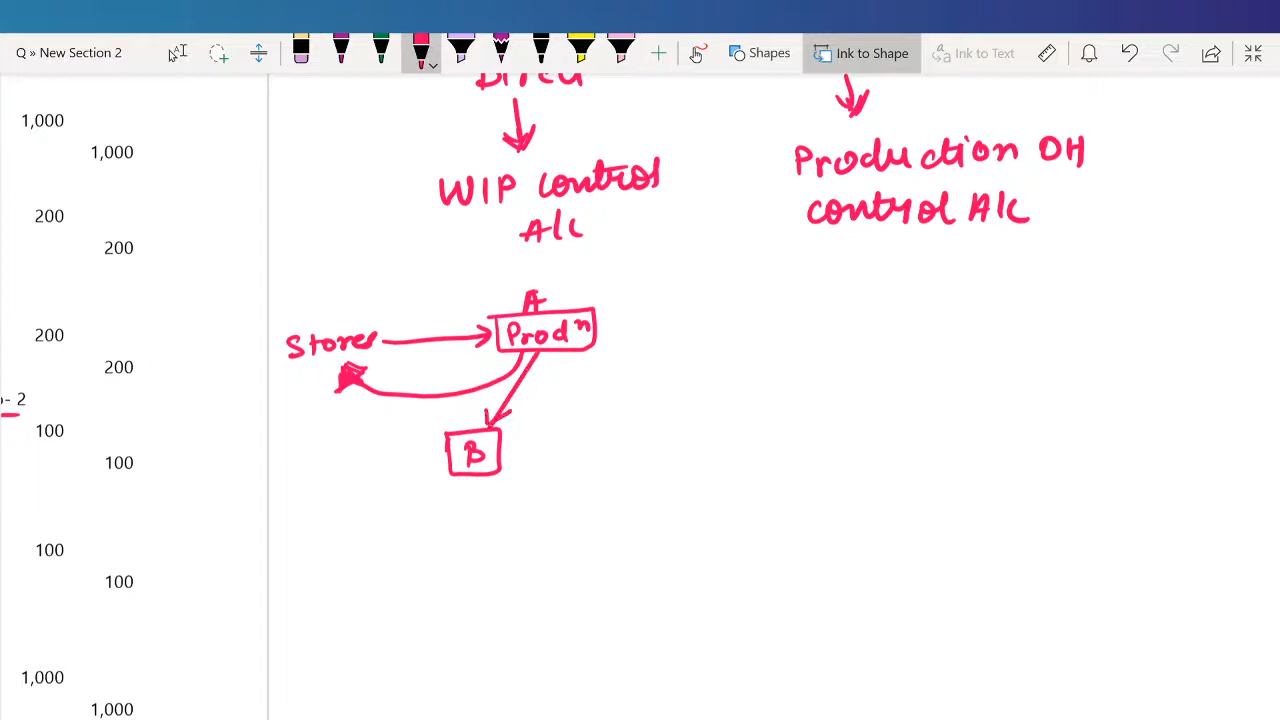 Q » New Section 2
Shapes
Ink to Shape
Ink to Text
1,000
1,000
200
200
200
200
- 2
100
100
100
100
1,000
1,000
WIP control
A/c
Production OH
control A/c
Stores
A
Prodⁿ
B